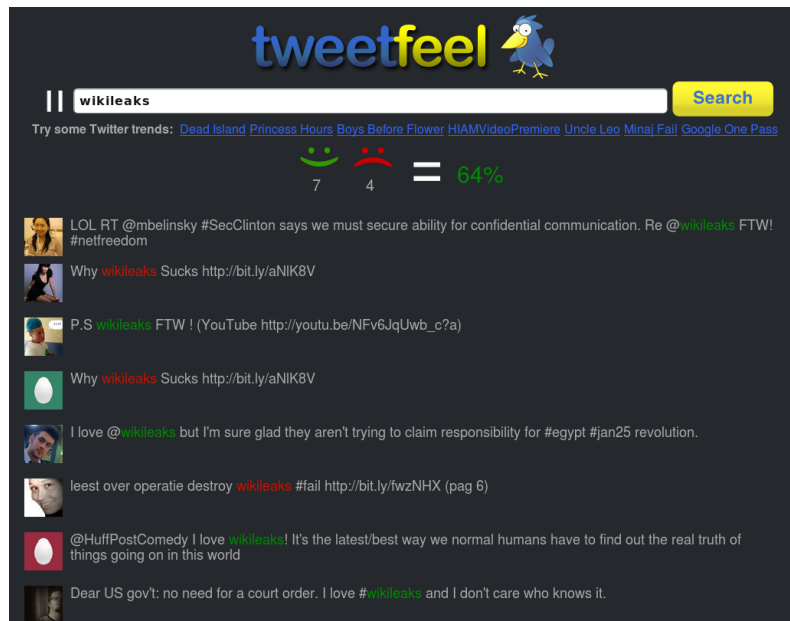 tweetfeel
wikileaks
Search
Try some Twitter trends: Dead Island Princess Hours Boys Before Flower HIAMVideoPremiere Uncle Leo Minaj Fail Google One Pass
7 4 = 64%
LOL RT @mbelinsky #SecClinton says we must secure ability for confidential communication. Re @wikileaks FTW!
#netfreedom
Why wikileaks Sucks http://bit.ly/aNlK8V
P.S wikileaks FTW ! (YouTube http://youtu.be/NFv6JqUwb_c?a)
Why wikileaks Sucks http://bit.ly/aNlK8V
I love @wikileaks but I'm sure glad they aren't trying to claim responsibility for #egypt #jan25 revolution.
leest over operatie destroy wikileaks #fail http://bit.ly/fwzNHX (pag 6)
@HuffPostComedy I love wikileaks! It's the latest/best way we normal humans have to find out the real truth of
things going on in this world
Dear US gov't: no need for a court order. I love #wikileaks and I don't care who knows it.